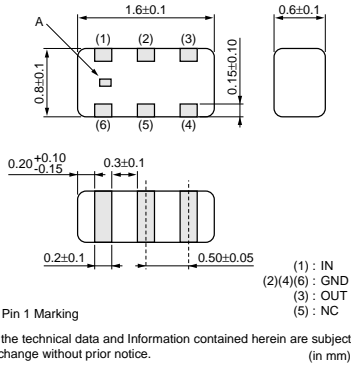 1.6±0.1
0.6±0.1
A
(1) (2) (3)
0.8±0.1
0.15±0.10
(6) (5) (4)
0.20 +0.10 -0.15
0.3±0.1
0.2±0.1
0.50±0.05
(1) : IN
(2)(4)(6) : GND
(3) : OUT
(5) : NC
Pin 1 Marking
the technical data and Information contained herein are subject
change without prior notice.
(in mm)